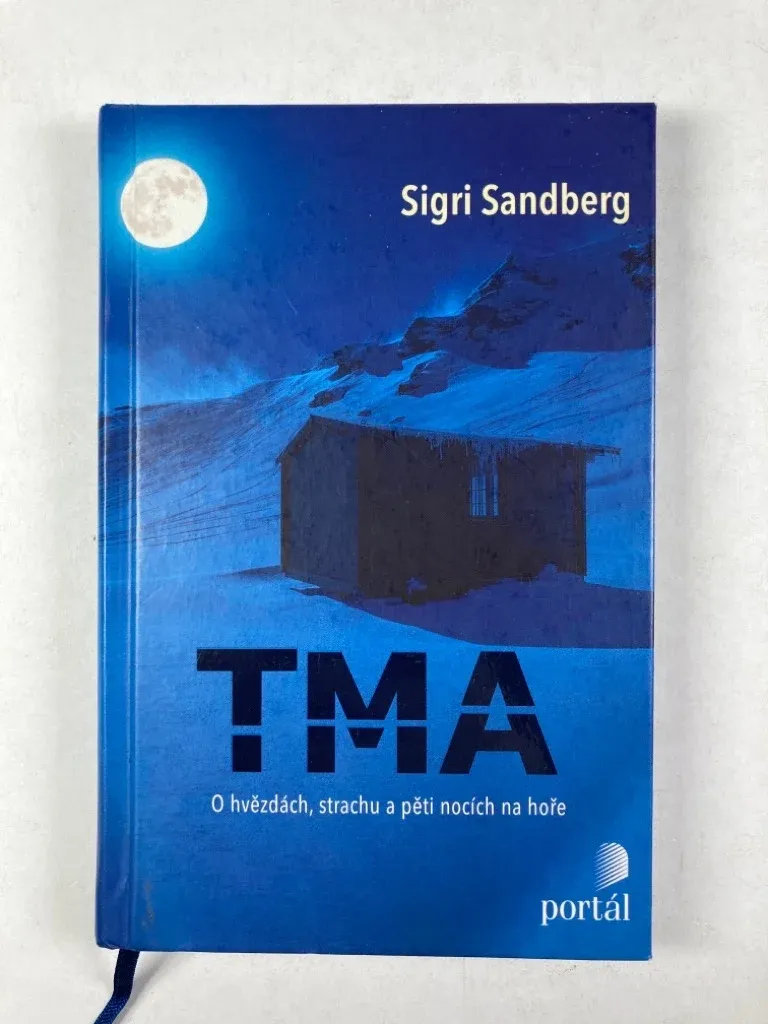 Sigri Sandberg
TMA
O hvězdách, strachu a pěti nocích na hoře
portál